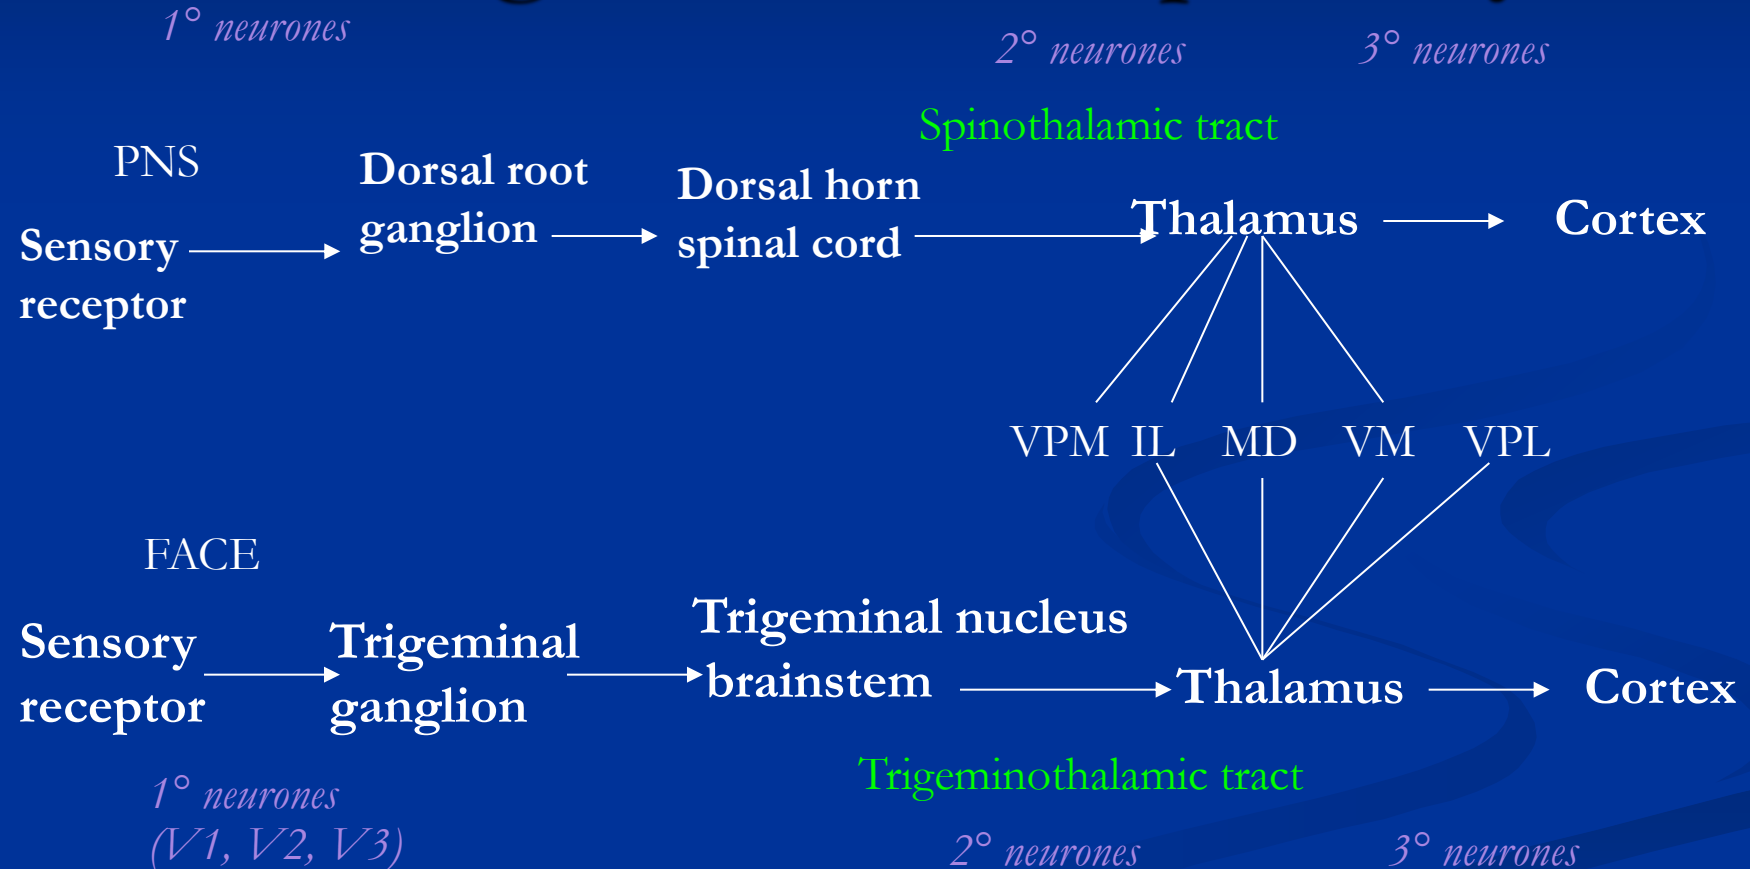 1° neurones
2° neurones
3° neurones
Spinothalamic tract
PNS
Sensory
receptor
Dorsal root
ganglion
Dorsal horn
spinal cord
Thalamus
Cortex
VPM IL MD VM VPL
FACE
Sensory
receptor
Trigeminal
ganglion
Trigeminal nucleus
brainstem
Thalamus
Cortex
Trigeminothalamic tract
1° neurones
(V1, V2, V3)
2° neurones
3° neurones